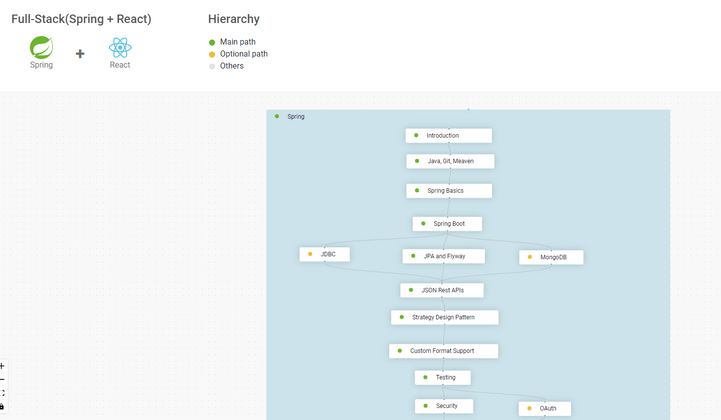 Full-Stack(Spring + React)
Hierarchy
Spring
React
Main path
Optional path
Others
Spring
Introduction
Java, Git, Meaven
Spring Basics
Spring Boot
JDBC
JPA and Flyway
MongoDB
JSON Rest APIs
Strategy Design Pattern
Custom Format Support
Testing
Security
OAuth